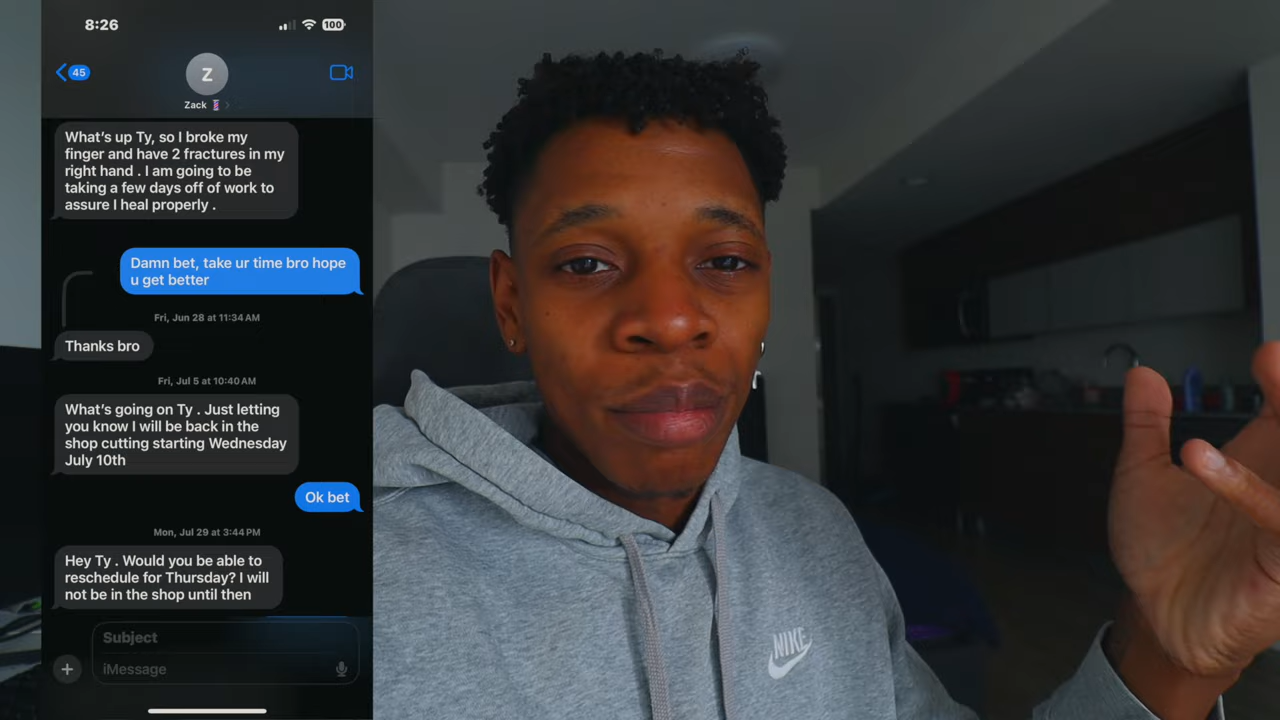 8:26
100
45
Z
Zack
What's up Ty, so I broke my
finger and have 2 fractures in my
right hand . I am going to be
taking a few days off of work to
assure I heal properly .
Damn bet, take ur time bro hope
u get better
Fri, Jun 28 at 11:34 AM
Thanks bro
Fri, Jul 5 at 10:40 AM
What's going on Ty . Just letting
you know I will be back in the
shop cutting starting Wednesday
July 10th
Ok bet
Mon, Jul 29 at 3:44 PM
Hey Ty . Would you be able to
reschedule for Thursday? I will
not be in the shop until then
Subject
iMessage
NIKE